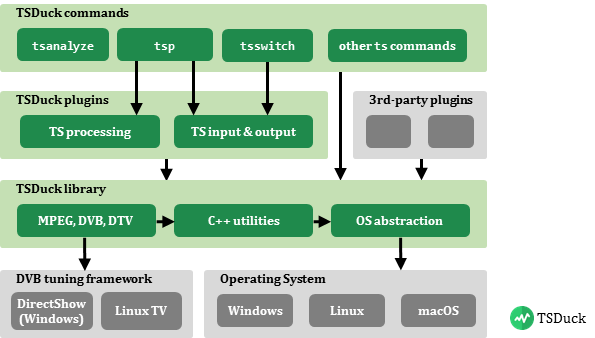 TSDuck commands
tsanalyze
tsp
tsswitch
other ts commands
TSDuck plugins
TS processing
TS input & output
3rd-party plugins
TSDuck library
MPEG, DVB, DTV
C++ utilities
OS abstraction
DVB tuning framework
DirectShow
(Windows)
Linux TV
Operating System
Windows
Linux
macOS
TSDuck